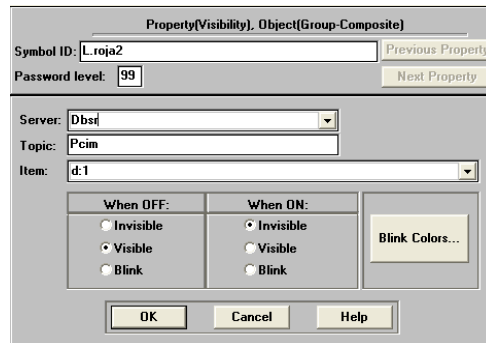 Property(Visibility), Object(Group-Composite)
Symbol ID: L.roja2 Previous Property
Password level: 99 Next Property
Server: Dbsr
Topic: Pcim
Item: d:1
When OFF: When ON:
Invisible Invisible
Visible Visible Blink Colors...
Blink Blink
OK Cancel Help